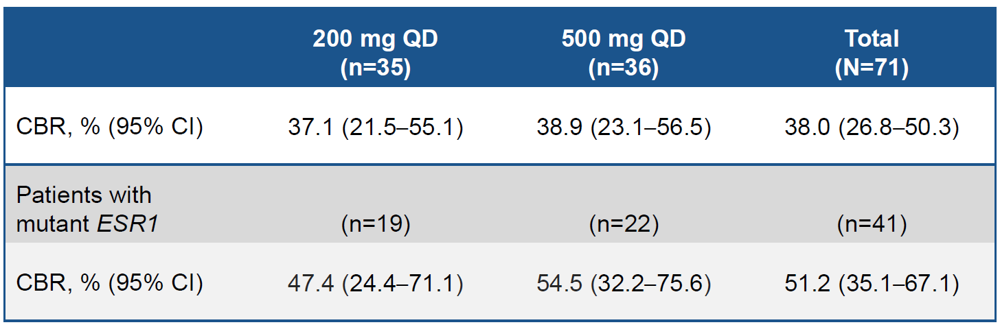 200 mg QD 500 mg QD Total
(n=35) (n=36) (N=71)
CBR, % (95% CI) 37.1 (21.5–55.1) 38.9 (23.1–56.5) 38.0 (26.8–50.3)
Patients with
mutant ESR1 (n=19) (n=22) (n=41)
CBR, % (95% CI) 47.4 (24.4–71.1) 54.5 (32.2–75.6) 51.2 (35.1–67.1)